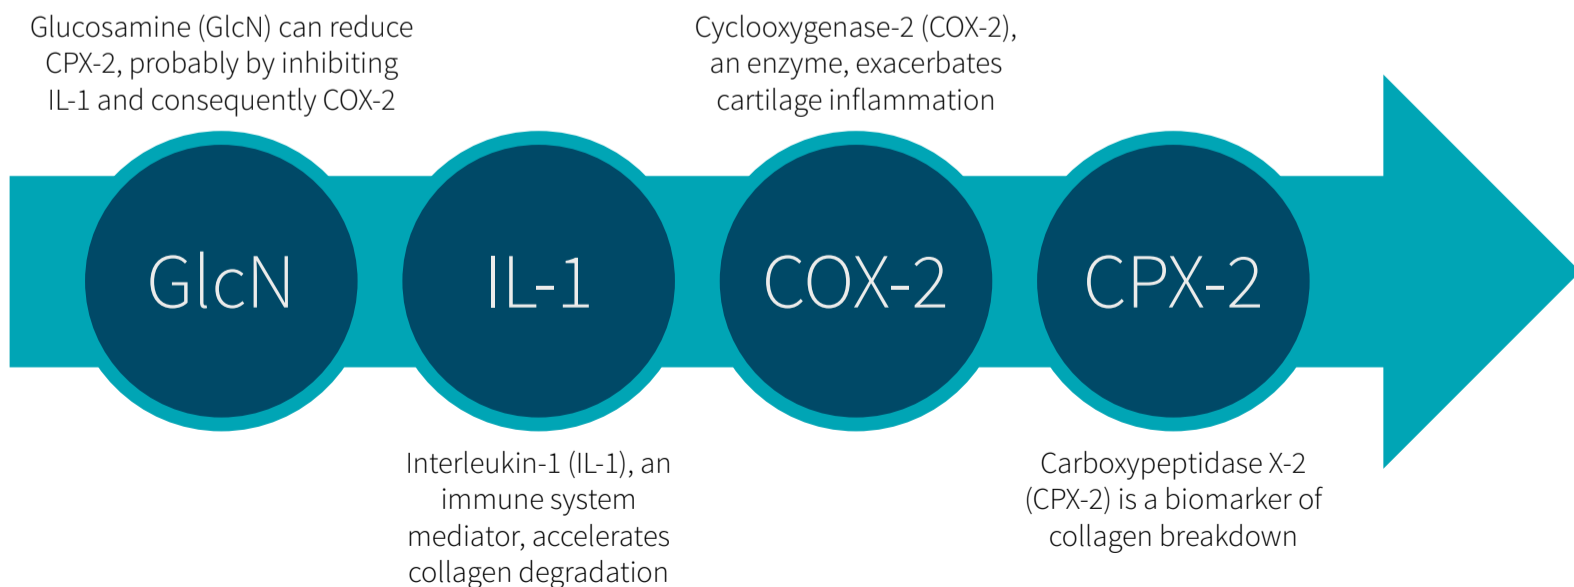 Glucosamine (GlcN) can reduce
CPX-2, probably by inhibiting
IL-1 and consequently COX-2
Cyclooxygenase-2 (COX-2),
an enzyme, exacerbates
cartilage inflammation
GlcN
IL-1
COX-2
CPX-2
Interleukin-1 (IL-1), an
immune system
mediator, accelerates
collagen degradation
Carboxypeptidase X-2
(CPX-2) is a biomarker of
collagen breakdown